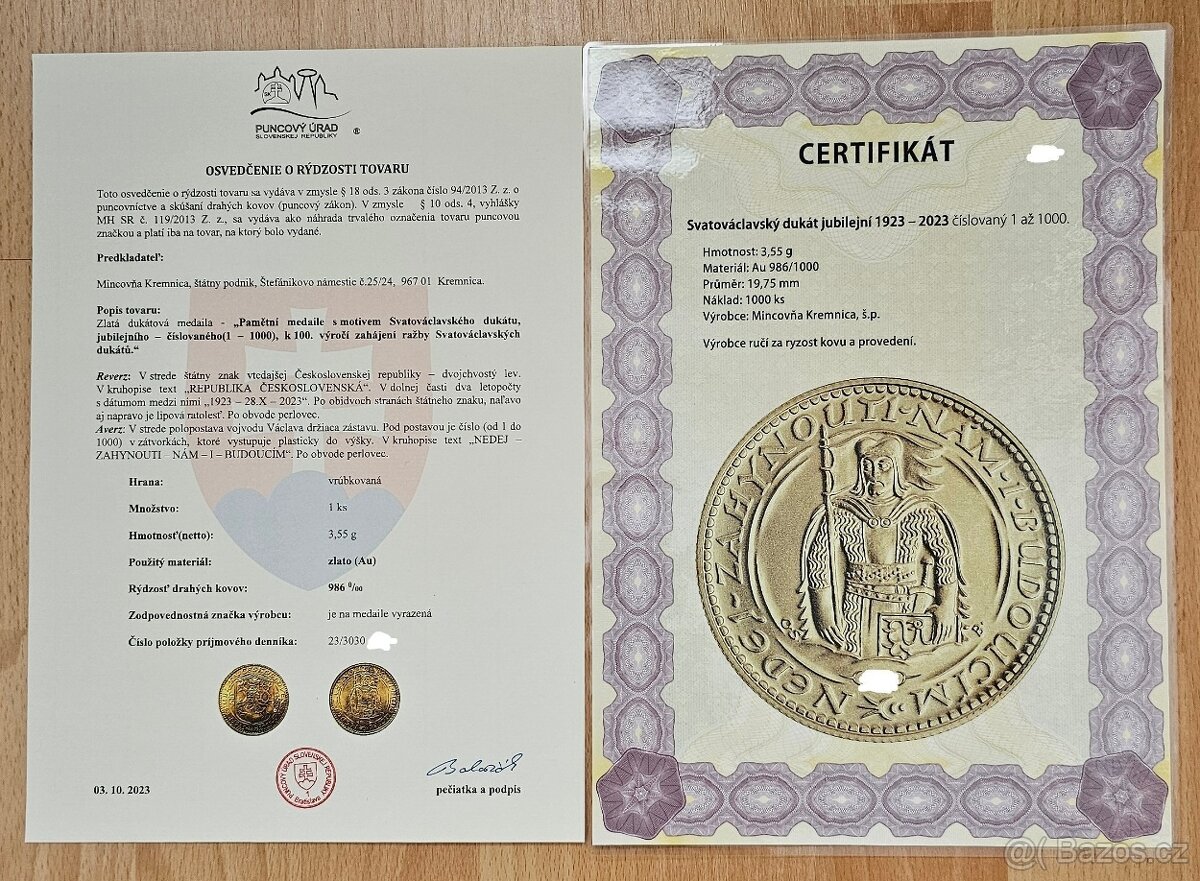 PUNCOVÝ ÚRAD
SLOVENSKEJ REPUBLIKY ®
OSVEDČENIE O RÝDZOSTI TOVARU
Toto osvedčenie o rýdzosti tovaru sa vydáva v zmysle § 18 ods. 3 zákona číslo 94/2013 Z. z. o
puncovníctve a skúšaní drahých kovov (puncový zákon). V zmysle § 10 ods. 4, vyhlášky
MH SR č. 119/2013 Z. z., sa vydáva ako náhrada trvalého označenia tovaru puncovou
značkou a platí iba na tovar, na ktorý bolo vydané.
Predkladateľ:
Mincovňa Kremnica, štátny podnik, Štefánikovo námestie č.25/24, 967 01 Kremnica.
Popis tovaru:
Zlatá dukátová medaila - „Pamětní medaile s motivem Svatováclavského dukátu,
jubilejního – číslovaného(1 – 1000), k 100. výročí zahájení ražby Svatováclavských
dukátů.“
Reverz: V strede štátny znak vtedajšej Československej republiky – dvojchvostý lev.
V kruhopise text „REPUBLIKA ČESKOSLOVENSKÁ“. V dolnej časti dva letopočty
s dátumom medzi nimi „1923 – 28.X – 2023“. Po obidvoch stranách štátneho znaku, naľavo
aj napravo je lipová ratolesť. Po obvode perlovec.
Averz: V strede polopostava vojvodu Václava držiaca zástavu. Pod postavou je číslo (od 1 do
1000) v zátvorkách, ktoré vystupuje plasticky do výšky. V kruhopise text „NEDEJ –
ZAHYNOUTI – NÁM – I – BUDOUCIM“. Po obvode perlovec.
Hrana: vrúbkovaná
Množstvo: 1 ks
Hmotnosť(netto): 3,55 g
Použitý materiál: zlato (Au)
Rýdzosť drahých kovov: 986 ⁰/₀₀
Zodpovednostná značka výrobcu: je na medaile vyrazená
Číslo položky príjmového denníka: 23/3030
PUNCOVÝ ÚRAD SLOVENSKEJ REPUBLIKY
1
Bratislava
03. 10. 2023
pečiatka a podpis
CERTIFIKÁT
Svatováclavský dukát jubilejní 1923 – 2023 číslovaný 1 až 1000.
Hmotnost: 3,55 g
Materiál: Au 986/1000
Průměr: 19,75 mm
Náklad: 1000 ks
Výrobce: Mincovňa Kremnica, š.p.
Výrobce ručí za ryzost kovu a provedení.
NEDEJ·ZAHYNOUTI·NÁM·I·BUDOUCÍM
@( Bazoš.cz